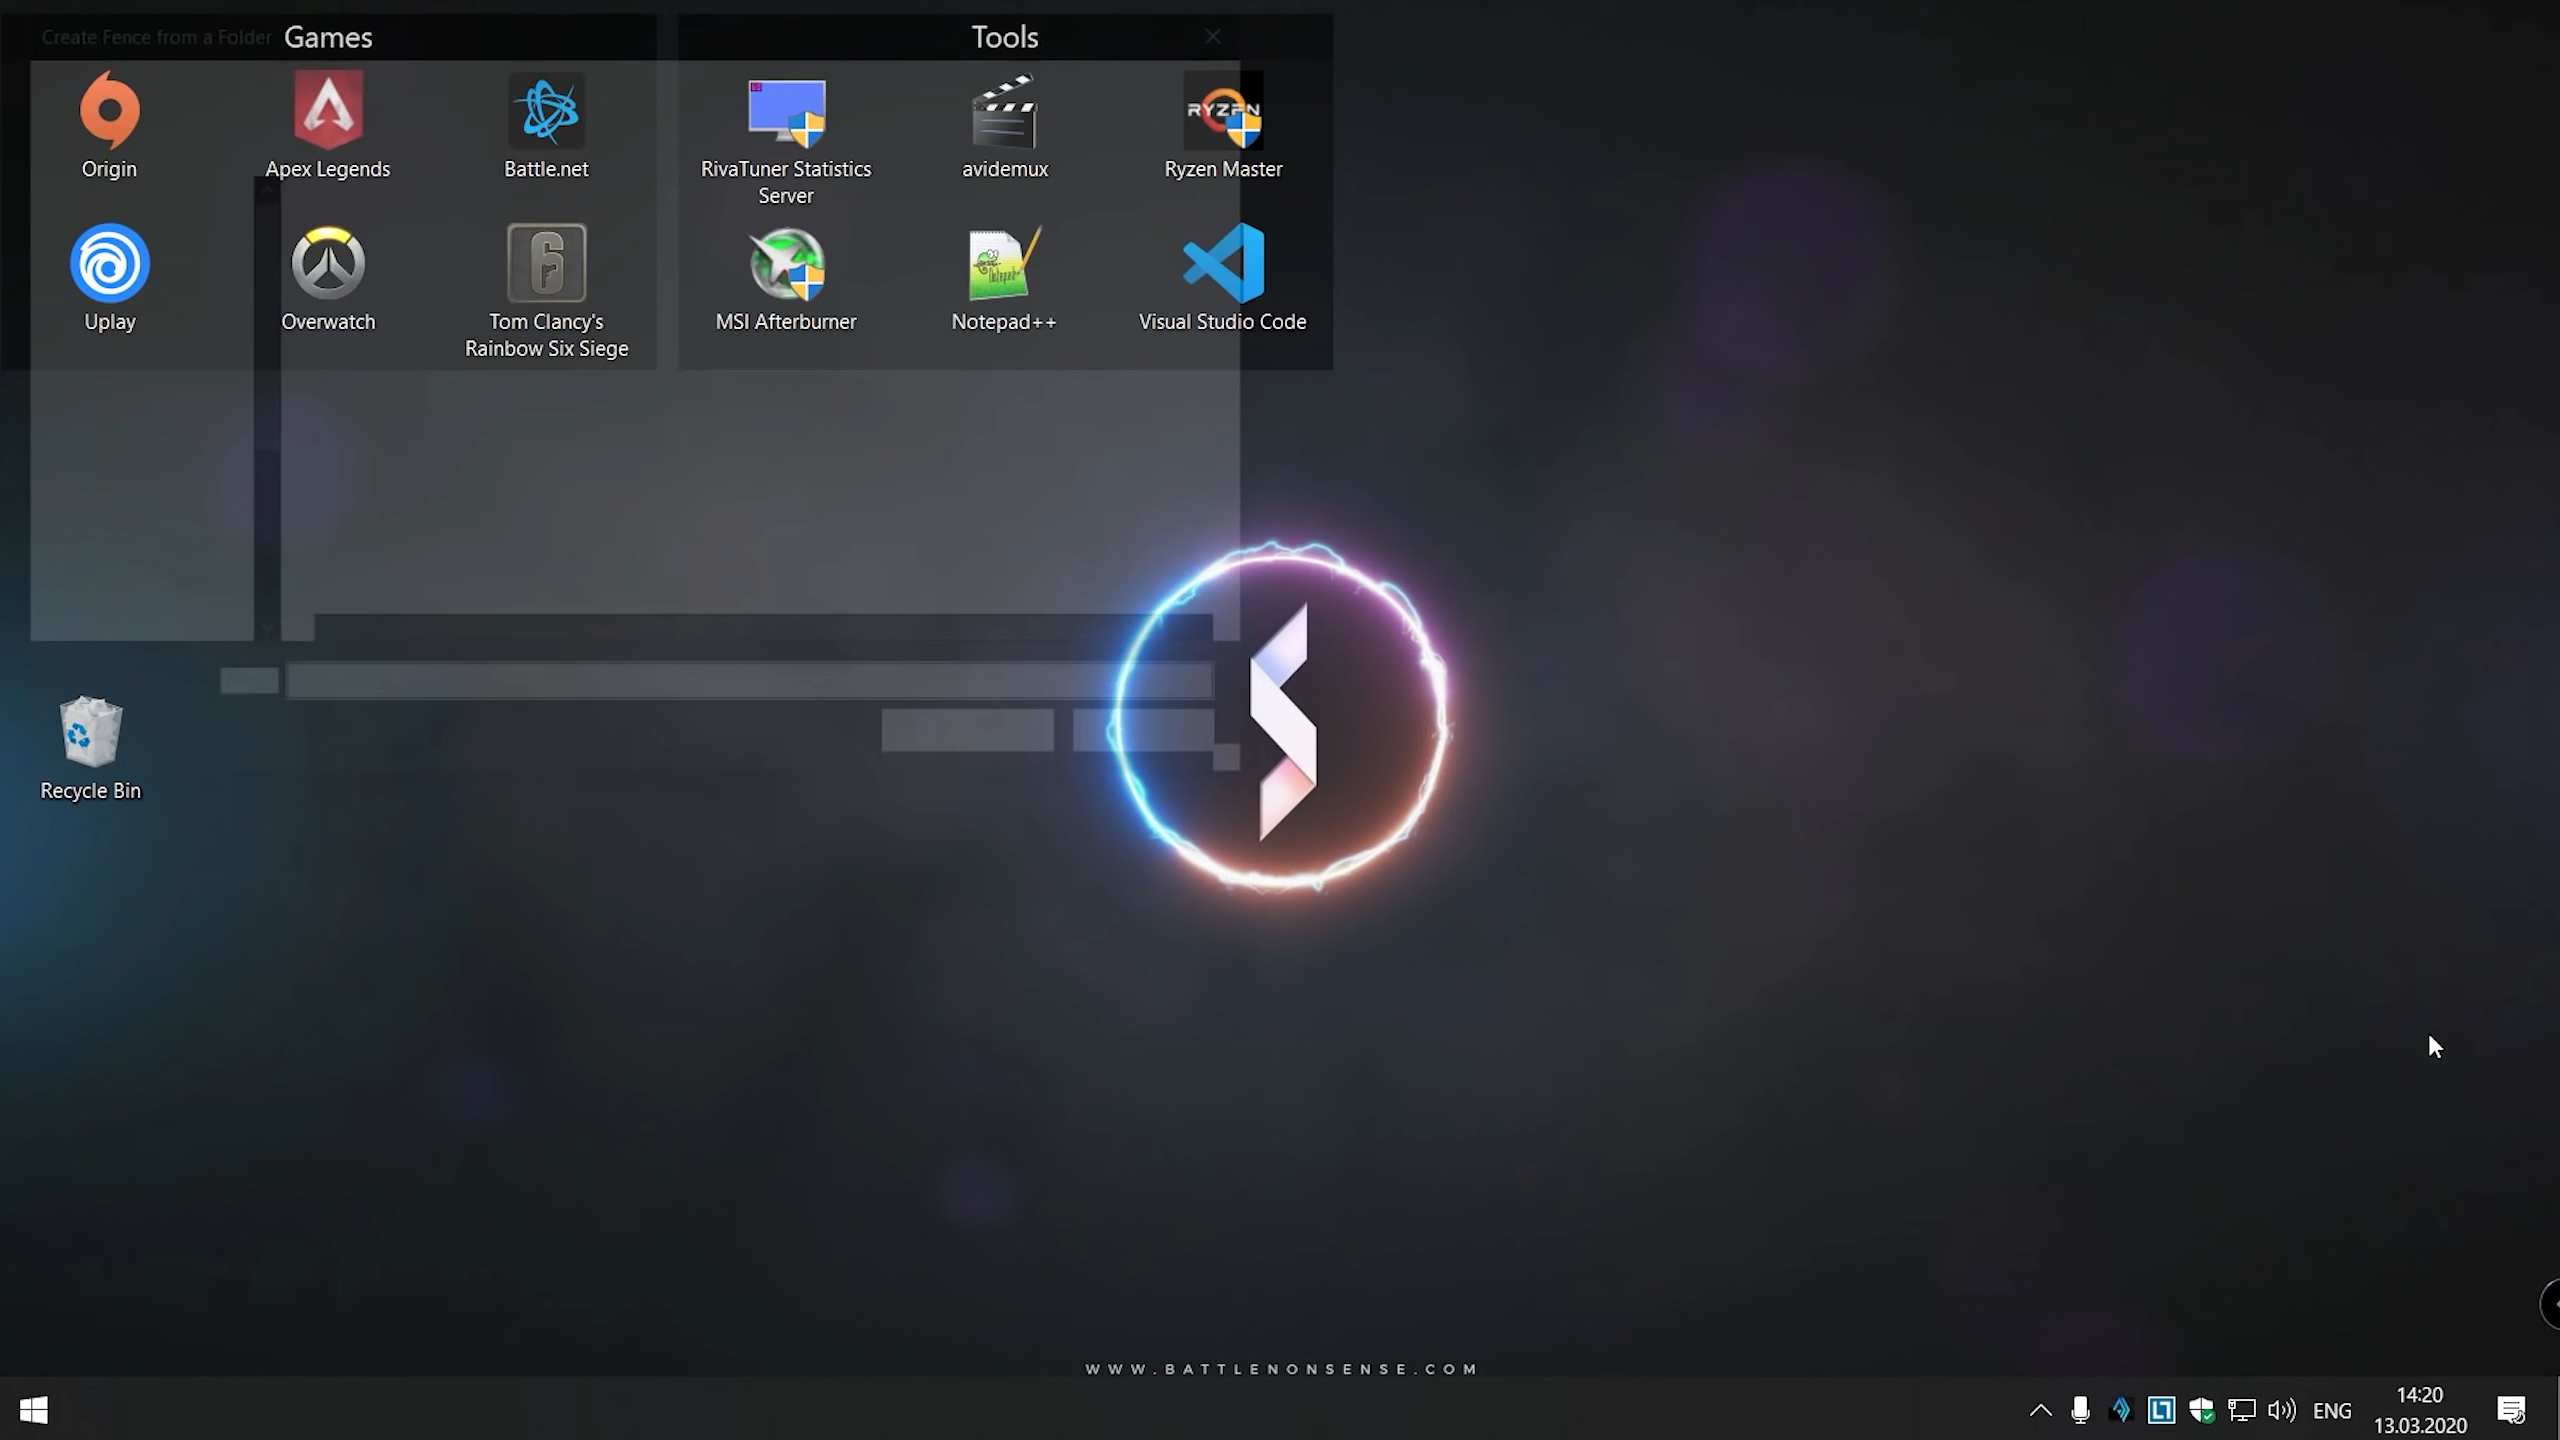 Create Fence from a Folder
Games
Tools
Origin
Apex Legends
Battle.net
RivaTuner Statistics
Server
avidemux
RYZEN
Ryzen Master
6
Uplay
Overwatch
Tom Clancy's
Rainbow Six Siege
MSI Afterburner
Notepad++
Visual Studio Code
Recycle Bin
WWW.BATTLENONSENSE.COM
ENG
14:20
13.03.2020